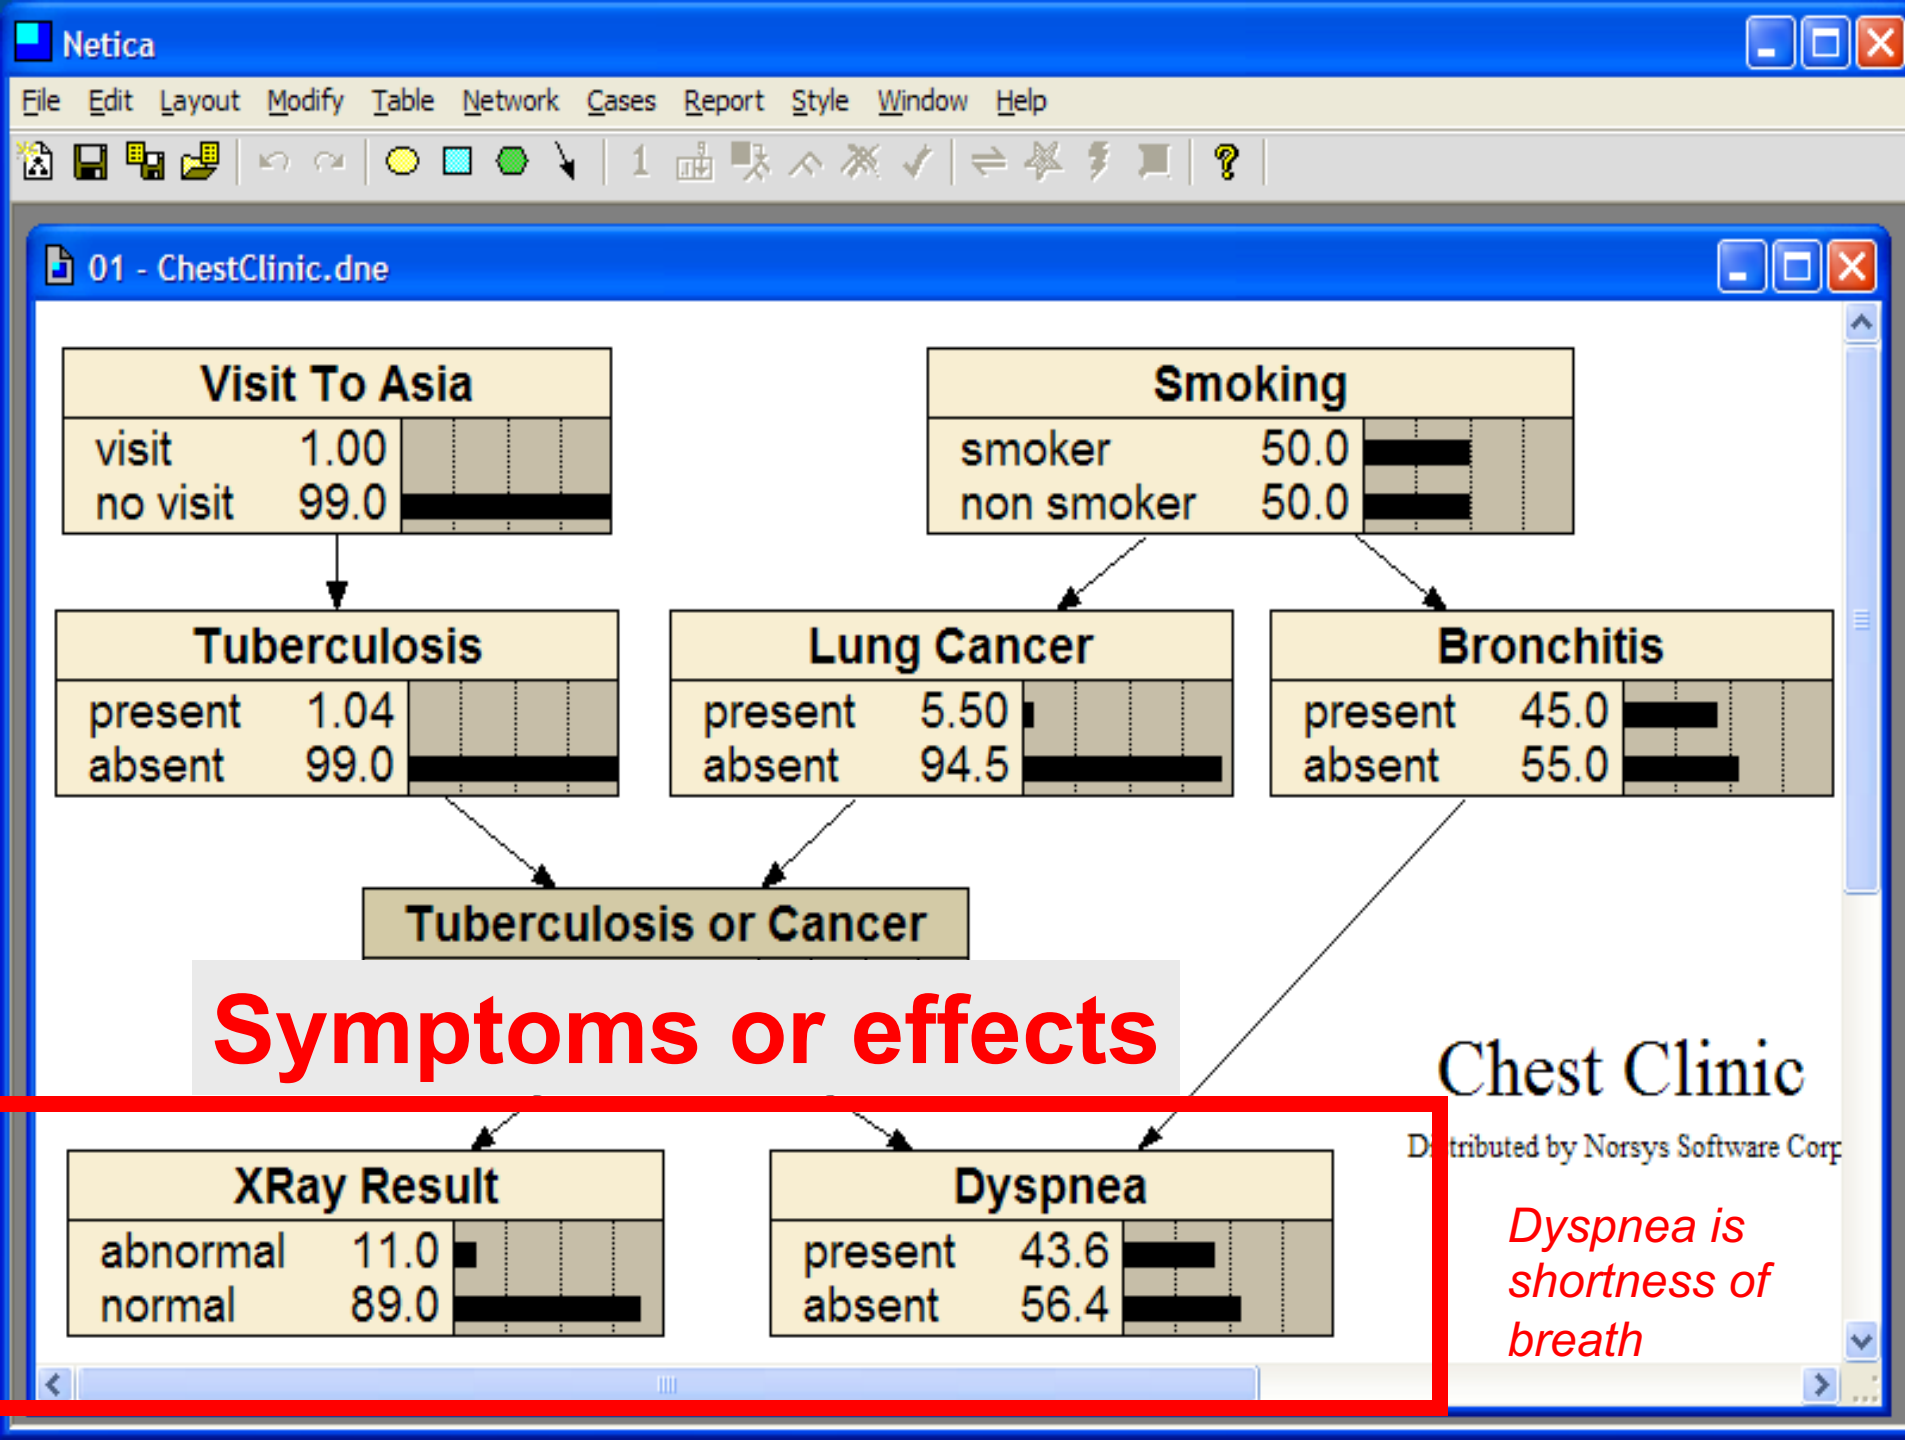 Netica
File Edit Layout Modify Table Network Cases Report Style Window Help
1 ?
01 - ChestClinic.dne
Visit To Asia
visit 1.00
no visit 99.0
Smoking
smoker 50.0
non smoker 50.0
Tuberculosis
present 1.04
absent 99.0
Lung Cancer
present 5.50
absent 94.5
Bronchitis
present 45.0
absent 55.0
Tuberculosis or Cancer
Symptoms or effects
Chest Clinic
Distributed by Norsys Software Corp
XRay Result
abnormal 11.0
normal 89.0
Dyspnea
present 43.6
absent 56.4
Dyspnea is
shortness of
breath